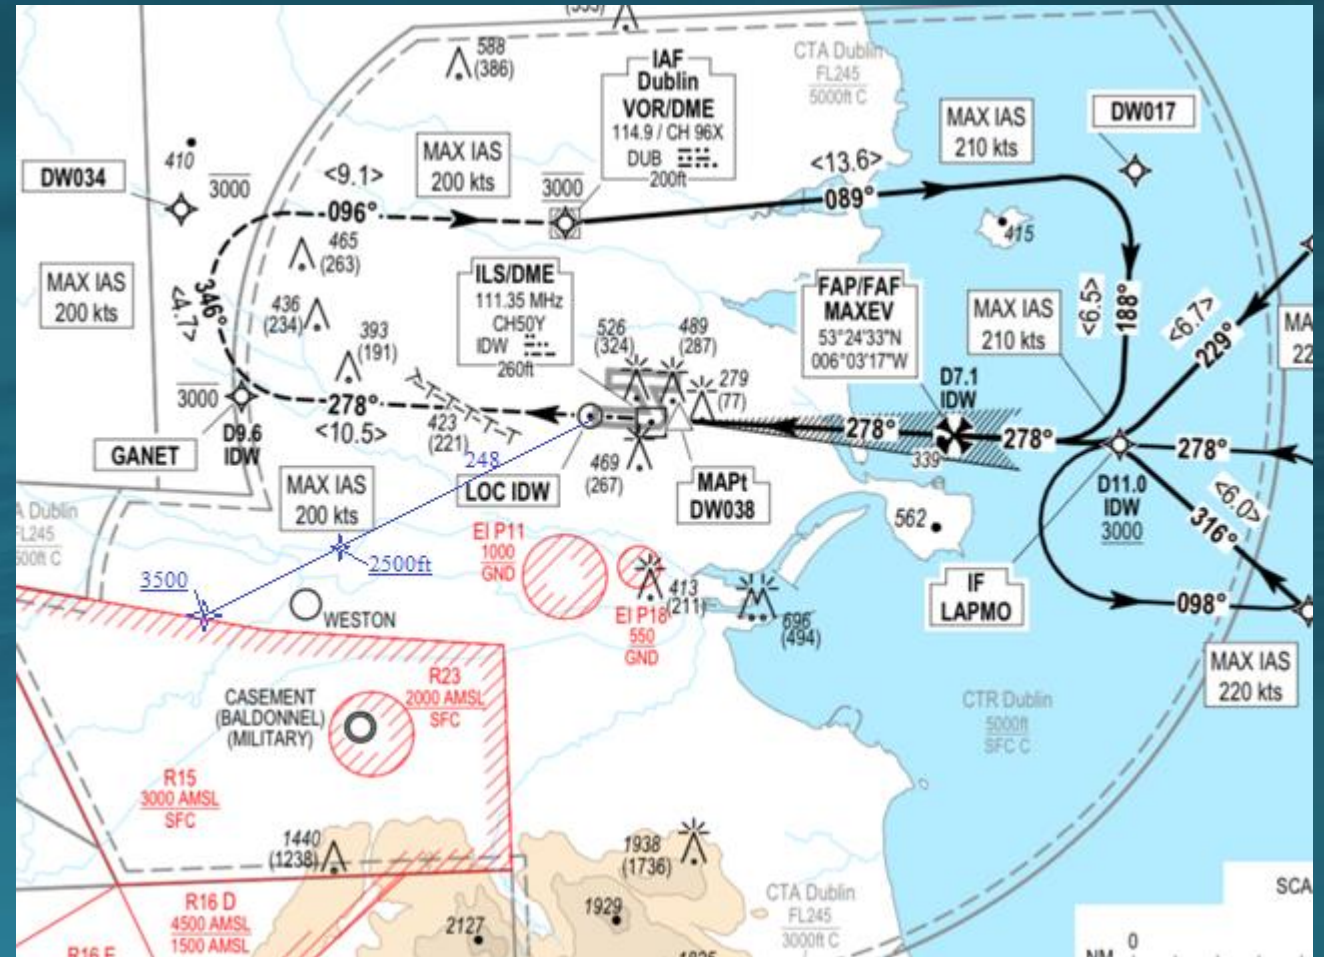 588
(386)
CTA Dublin
FL245
5000ft C
IAF
Dublin
VOR/DME
114.9 / CH 96X
DUB
200ft
MAX IAS
210 kts
DW017
MAX IAS
200 kts
410
DW034
3000
<9.1>
096°
3000
<13.6>
089°
415
465
(263)
MAX IAS
200 kts
346°
<4.7>
436
(234)
393
(191)
ILS/DME
111.35 MHz
CH50Y
IDW
260ft
526
(324)
489
(287)
279
(77)
FAP/FAF
MAXEV
53°24'33"N
006°03'17"W
MAX IAS
210 kts
<6.5>
188°
<6.7>
229°
3000
D9.6
IDW
GANET
278°
<10.5>
423
(221)
248
469
(267)
LOC IDW
MAPt
DW038
278°
D7.1
IDW
278°
339
278°
D11.0
IDW
3000
<6.0>
316°
MAX IAS
200 kts
2500ft
3500
WESTON
EI P11
1000
GND
413
(211)
EI P18
550
GND
696
(494)
562
IF
LAPMO
098°
MAX IAS
220 kts
CASEMENT
(BALDONNEL)
(MILITARY)
R23
2000 AMSL
SFC
R15
3000 AMSL
SFC
CTR Dublin
5000ft
SFC C
1440
(1238)
1938
(1736)
R16 D
4500 AMSL
1500 AMSL
2127
1929
CTA Dublin
FL245
3000ft C
0
NM